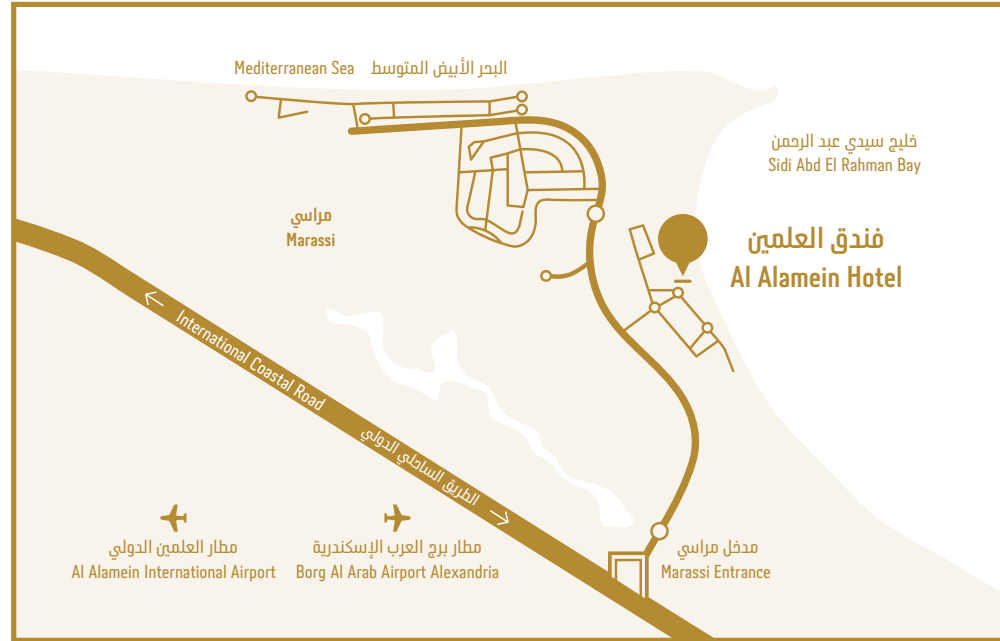 Mediterranean Sea البحر الأبيض المتوسط
خليج سيدي عبد الرحمن
Sidi Abd El Rahman Bay
مراسي
Marassi
فندق العلمين
Al Alamein Hotel
International Coastal Road
الطريق الساحلي الدولي
مطار العلمين الدولي
Al Alamein International Airport
مطار برج العرب الإسكندرية
Borg Al Arab Airport Alexandria
مدخل مراسي
Marassi Entrance